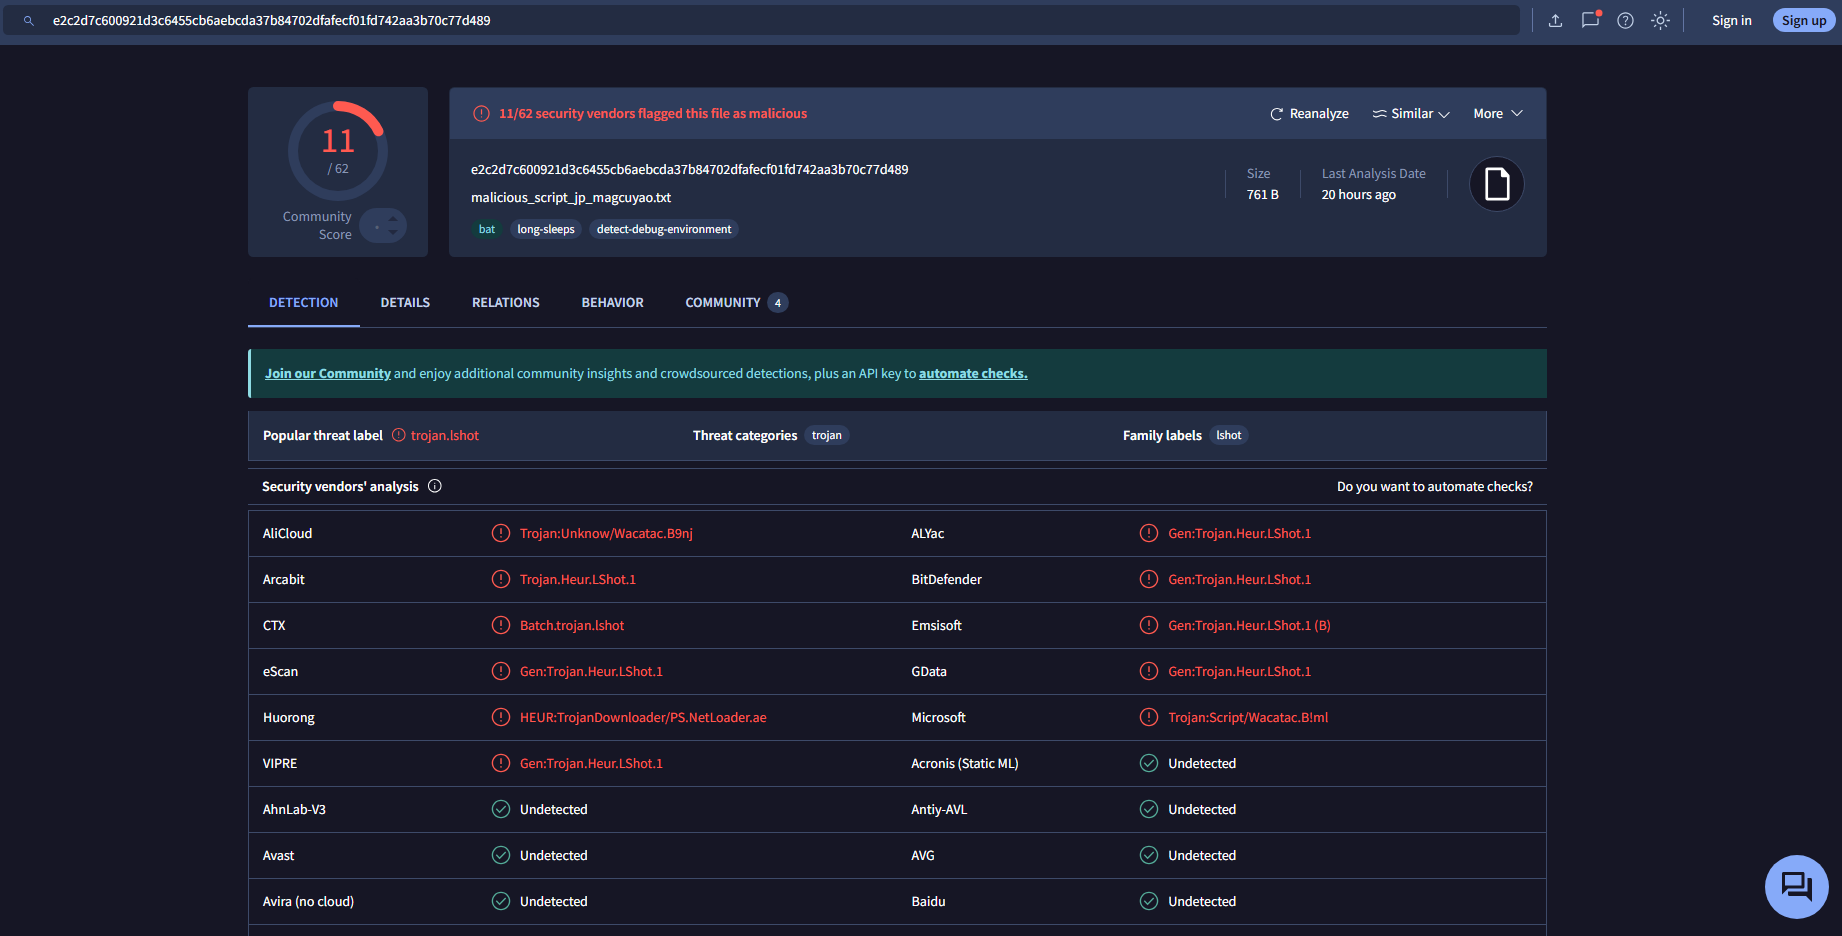 e2c2d7c600921d3c6455cb6aebcda37b84702dfafecf01fd742aa3b70c77d489
Sign in
Sign up
11
/ 62
Community Score
11/62 security vendors flagged this file as malicious
Reanalyze
Similar
More
e2c2d7c600921d3c6455cb6aebcda37b84702dfafecf01fd742aa3b70c77d489
malicious_script_jp_magcuyao.txt
bat long-sleeps detect-debug-environment
Size
761 B
Last Analysis Date
20 hours ago
DETECTION DETAILS RELATIONS BEHAVIOR COMMUNITY 4
Join our Community and enjoy additional community insights and crowdsourced detections, plus an API key to automate checks.
Popular threat label trojan.lshot Threat categories trojan Family labels lshot
Security vendors' analysis Do you want to automate checks?
AliCloud Trojan:Unknow/Wacatac.B9nj ALYac Gen:Trojan.Heur.LShot.1
Arcabit Trojan.Heur.LShot.1 BitDefender Gen:Trojan.Heur.LShot.1
CTX Batch.trojan.lshot Emsisoft Gen:Trojan.Heur.LShot.1 (B)
eScan Gen:Trojan.Heur.LShot.1 GData Gen:Trojan.Heur.LShot.1
Huorong HEUR:TrojanDownloader/PS.NetLoader.ae Microsoft Trojan:Script/Wacatac.B!ml
VIPRE Gen:Trojan.Heur.LShot.1 Acronis (Static ML) Undetected
AhnLab-V3 Undetected Antiy-AVL Undetected
Avast Undetected AVG Undetected
Avira (no cloud) Undetected Baidu Undetected